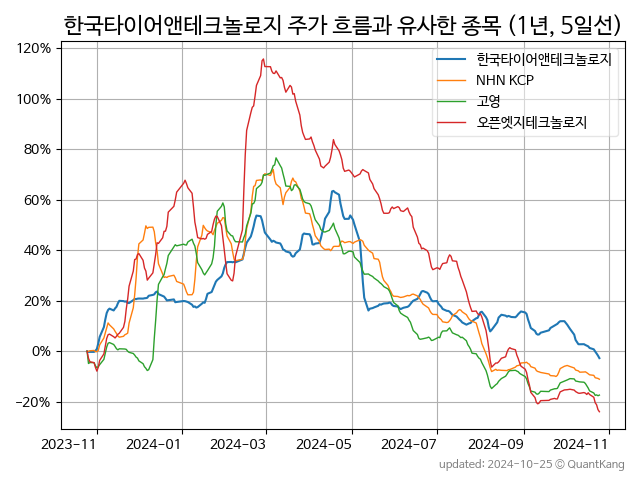 한국타이어앤테크놀로지 주가 흐름과 유사한 종목 (1년, 5일선)
120%
100%
80%
60%
40%
20%
0%
−20%
한국타이어앤테크놀로지
NHN KCP
고영
오픈엣지테크놀로지
2023-11
2024-01
2024-03
2024-05
2024-07
2024-09
2024-11
updated: 2024-10-25 © QuantKang